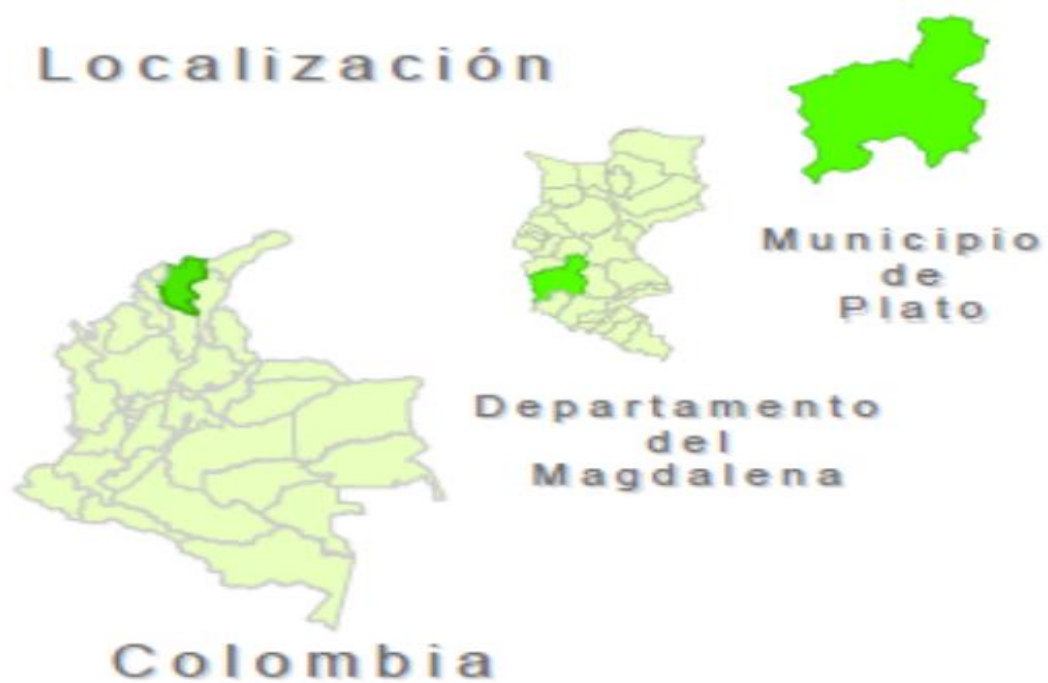 Localización
Municipio
de
Plato
Departamento
del
Magdalena
Colombia